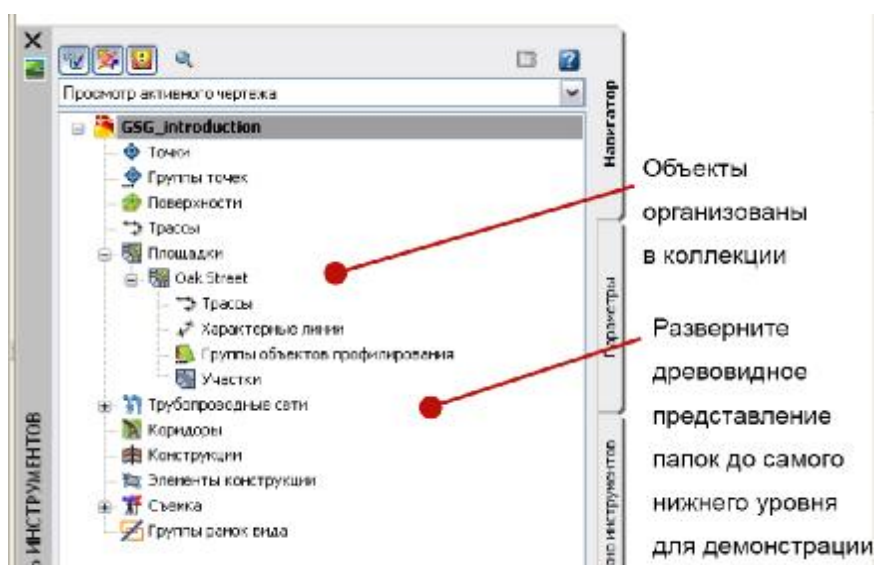 Просмотр активного чертежа
GSG_introduction
Точки
Группы точек
Поверхности
Трассы
Площадки
Oak Street
Трассы
Характерные линии
Группы объектов профилирования
Участки
Трубопроводные сети
Коридоры
Конструкции
Элементы конструкции
Съемка
Группы рамок вида
Навигатор
Параметры
инструментов
Ь ИНСТРУМЕНТОВ
Объекты
организованы
в коллекции
Разверните
древовидное
представление
папок до самого
нижнего уровня
для демонстрации